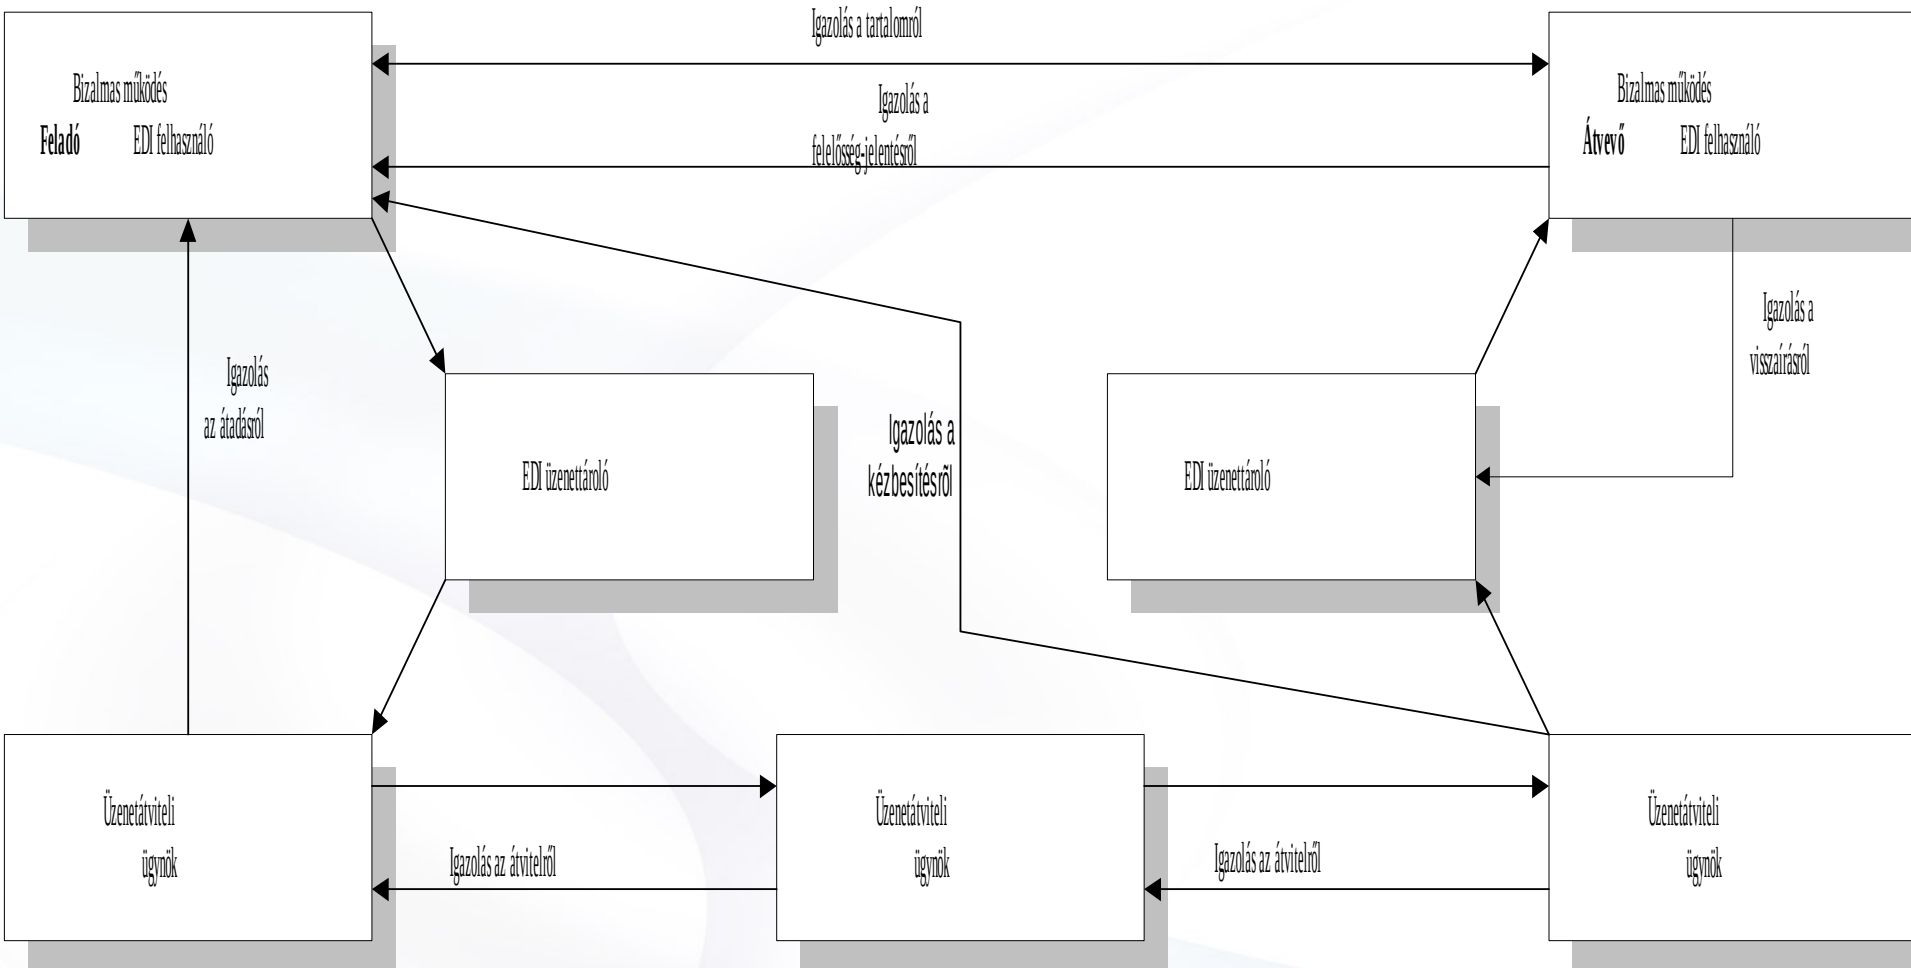 Igazolás a tartalomról
Bizalmas működés
Feladó EDI felhasználó
Igazolás a
felelősség-jelentésről
Bizalmas működés
Átvevő EDI felhasználó
Igazolás
az átadásról
Igazolás a
visszaírásról
EDI üzenettároló
Igazolás a
kézbesítésrõl
EDI üzenettároló
Üzenetátviteli
ügynök
Igazolás az átvitelről
Üzenetátviteli
ügynök
Igazolás az átvitelről
Üzenetátviteli
ügynök